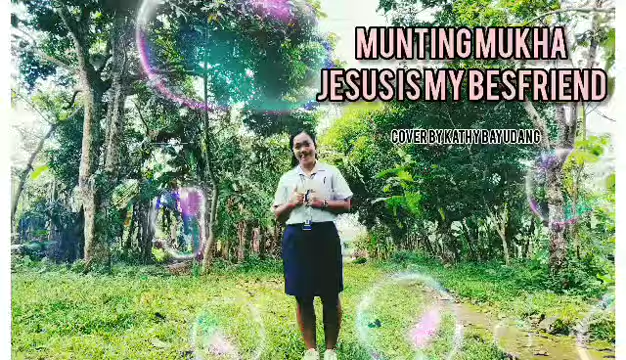 MUNTING MUKHA
JESUS IS MY BESFRIEND
COVER BY KATHY BAYUDANG